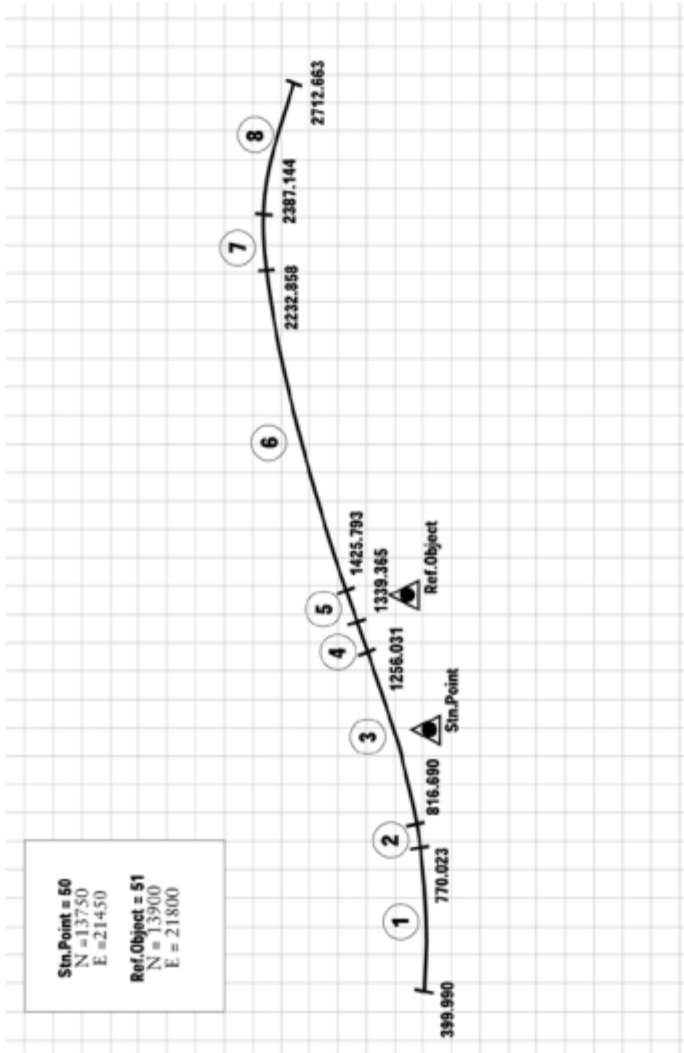 Stn.Point = 50
N =13750
E =21450
Ref.Object = 51
N = 13900
E = 21800
399.990
1
770.023
2
816.690
3
Stn.Point
1256.031
4
1339.365
5
1425.793
Ref.Object
6
2232.858
7
2387.144
8
2712.663